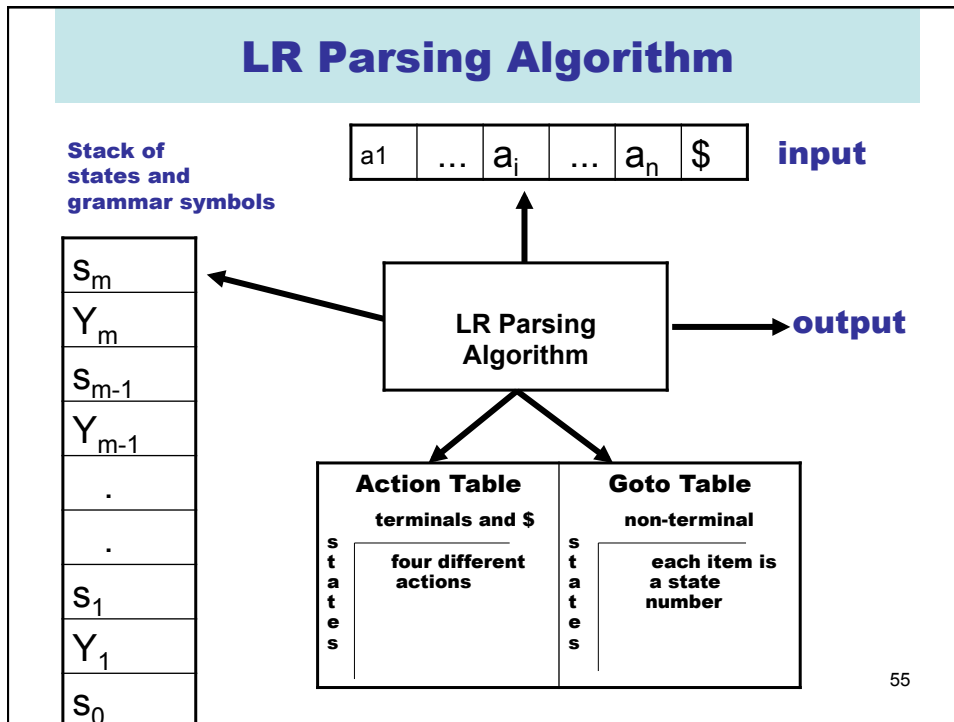 LR Parsing Algorithm
Stack of
states and
grammar symbols
a1 ... aᵢ ... aₙ $ input
sₘ
Yₘ
sₘ₋₁
Yₘ₋₁
.
.
s₁
Y₁
s₀
LR Parsing
Algorithm
output
Action Table
terminals and $
states
four different
actions
Goto Table
non-terminal
states
each item is
a state
number
55